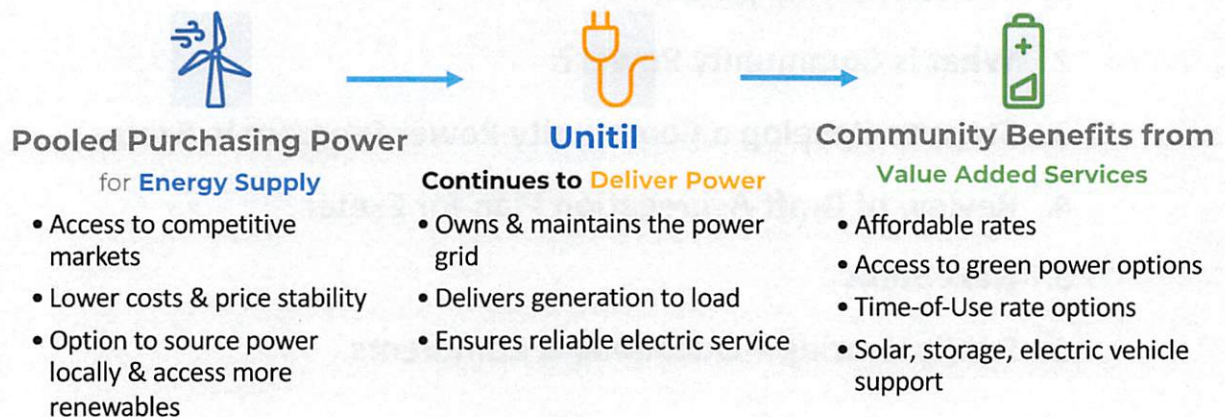 Pooled Purchasing Power
for Energy Supply
• Access to competitive
markets
• Lower costs & price stability
• Option to source power
locally & access more
renewables
Unitil
Continues to Deliver Power
• Owns & maintains the power
grid
• Delivers generation to load
• Ensures reliable electric service
Community Benefits from
Value Added Services
• Affordable rates
• Access to green power options
• Time-of-Use rate options
• Solar, storage, electric vehicle
support